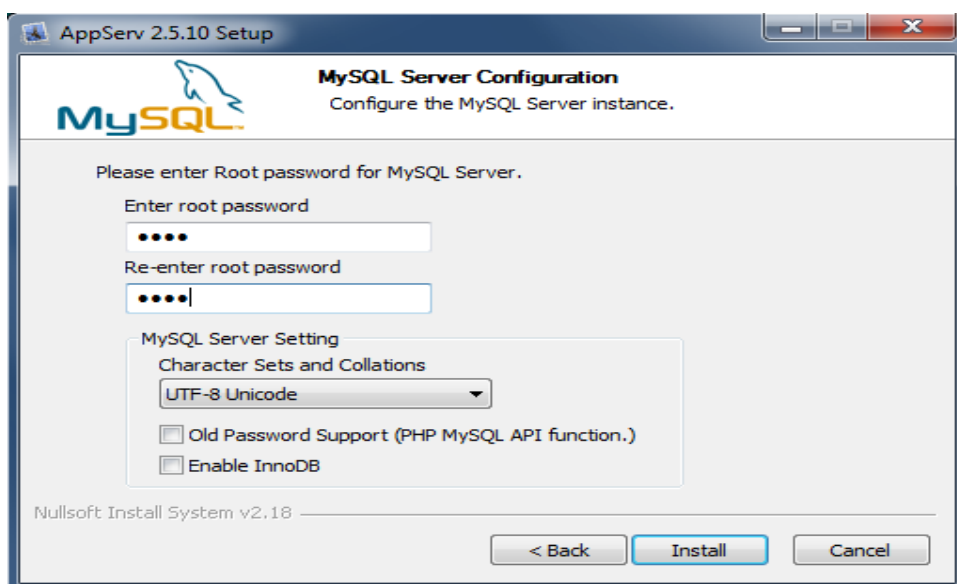 AppServ 2.5.10 Setup
MySQL Server Configuration
Configure the MySQL Server instance.
MySQL
Please enter Root password for MySQL Server.
Enter root password
••••
Re-enter root password
••••
MySQL Server Setting
Character Sets and Collations
UTF-8 Unicode
Old Password Support (PHP MySQL API function.)
Enable InnoDB
Nullsoft Install System v2.18
< Back Install Cancel